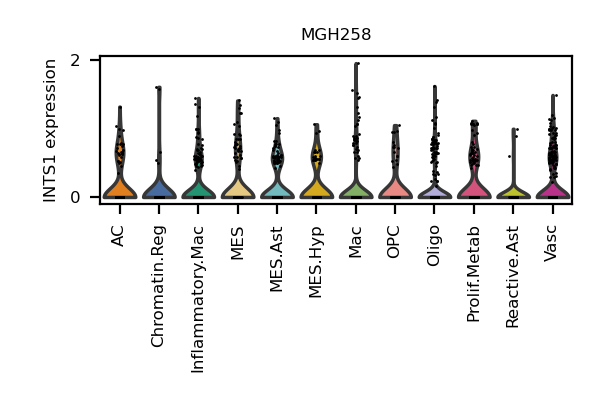 MGH258
INTS1 expression
2
0
AC
Chromatin.Reg
Inflammatory.Mac
MES
MES.Ast
MES.Hyp
Mac
OPC
Oligo
Prolif.Metab
Reactive.Ast
Vasc